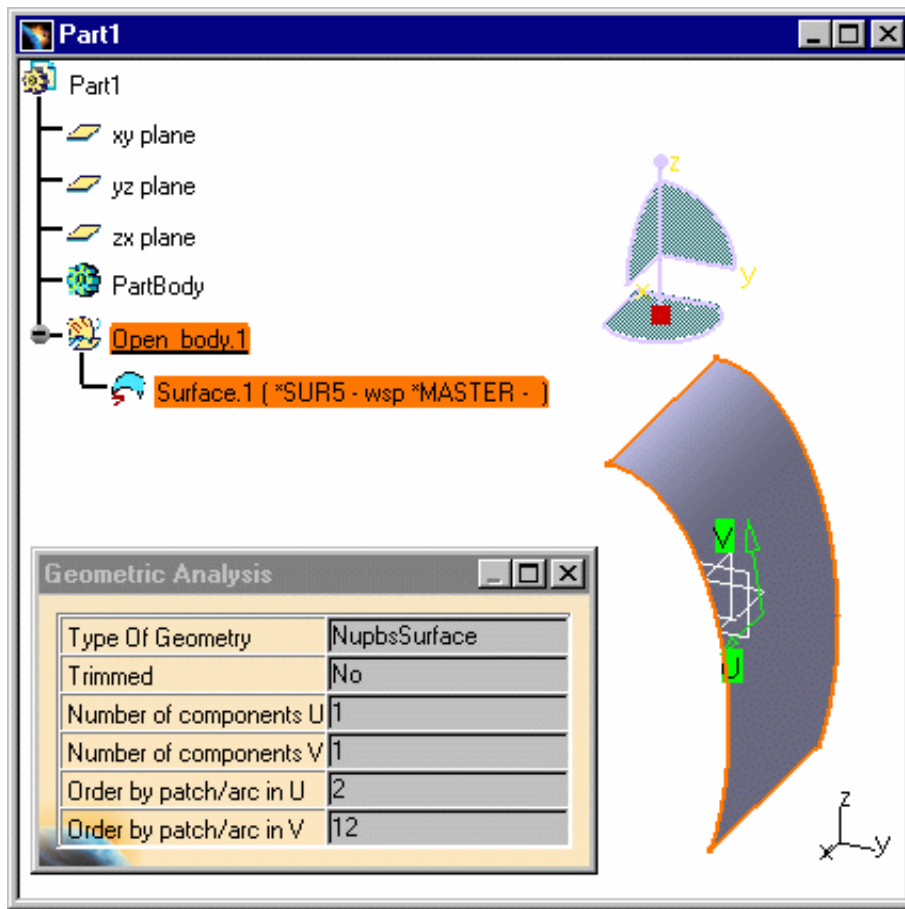 Part1
Part1
xy plane
yz plane
zx plane
PartBody
Open_body.1
Surface.1 ( *SUR5 - wsp *MASTER - )
z
y
x
V
U
Geometric Analysis
Type Of Geometry NupbsSurface
Trimmed No
Number of components U 1
Number of components V 1
Order by patch/arc in U 2
Order by patch/arc in V 12
z
x y